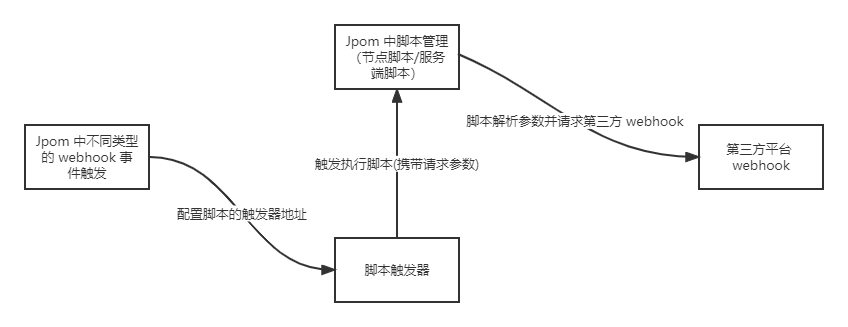 Jpom 中脚本管理
（节点脚本/服务
端脚本）
脚本解析参数并请求第三方 webhook
Jpom 中不同类型
的 webhook 事
件触发
第三方平台
webhook
触发执行脚本(携带请求参数)
配置脚本的触发器地址
脚本触发器